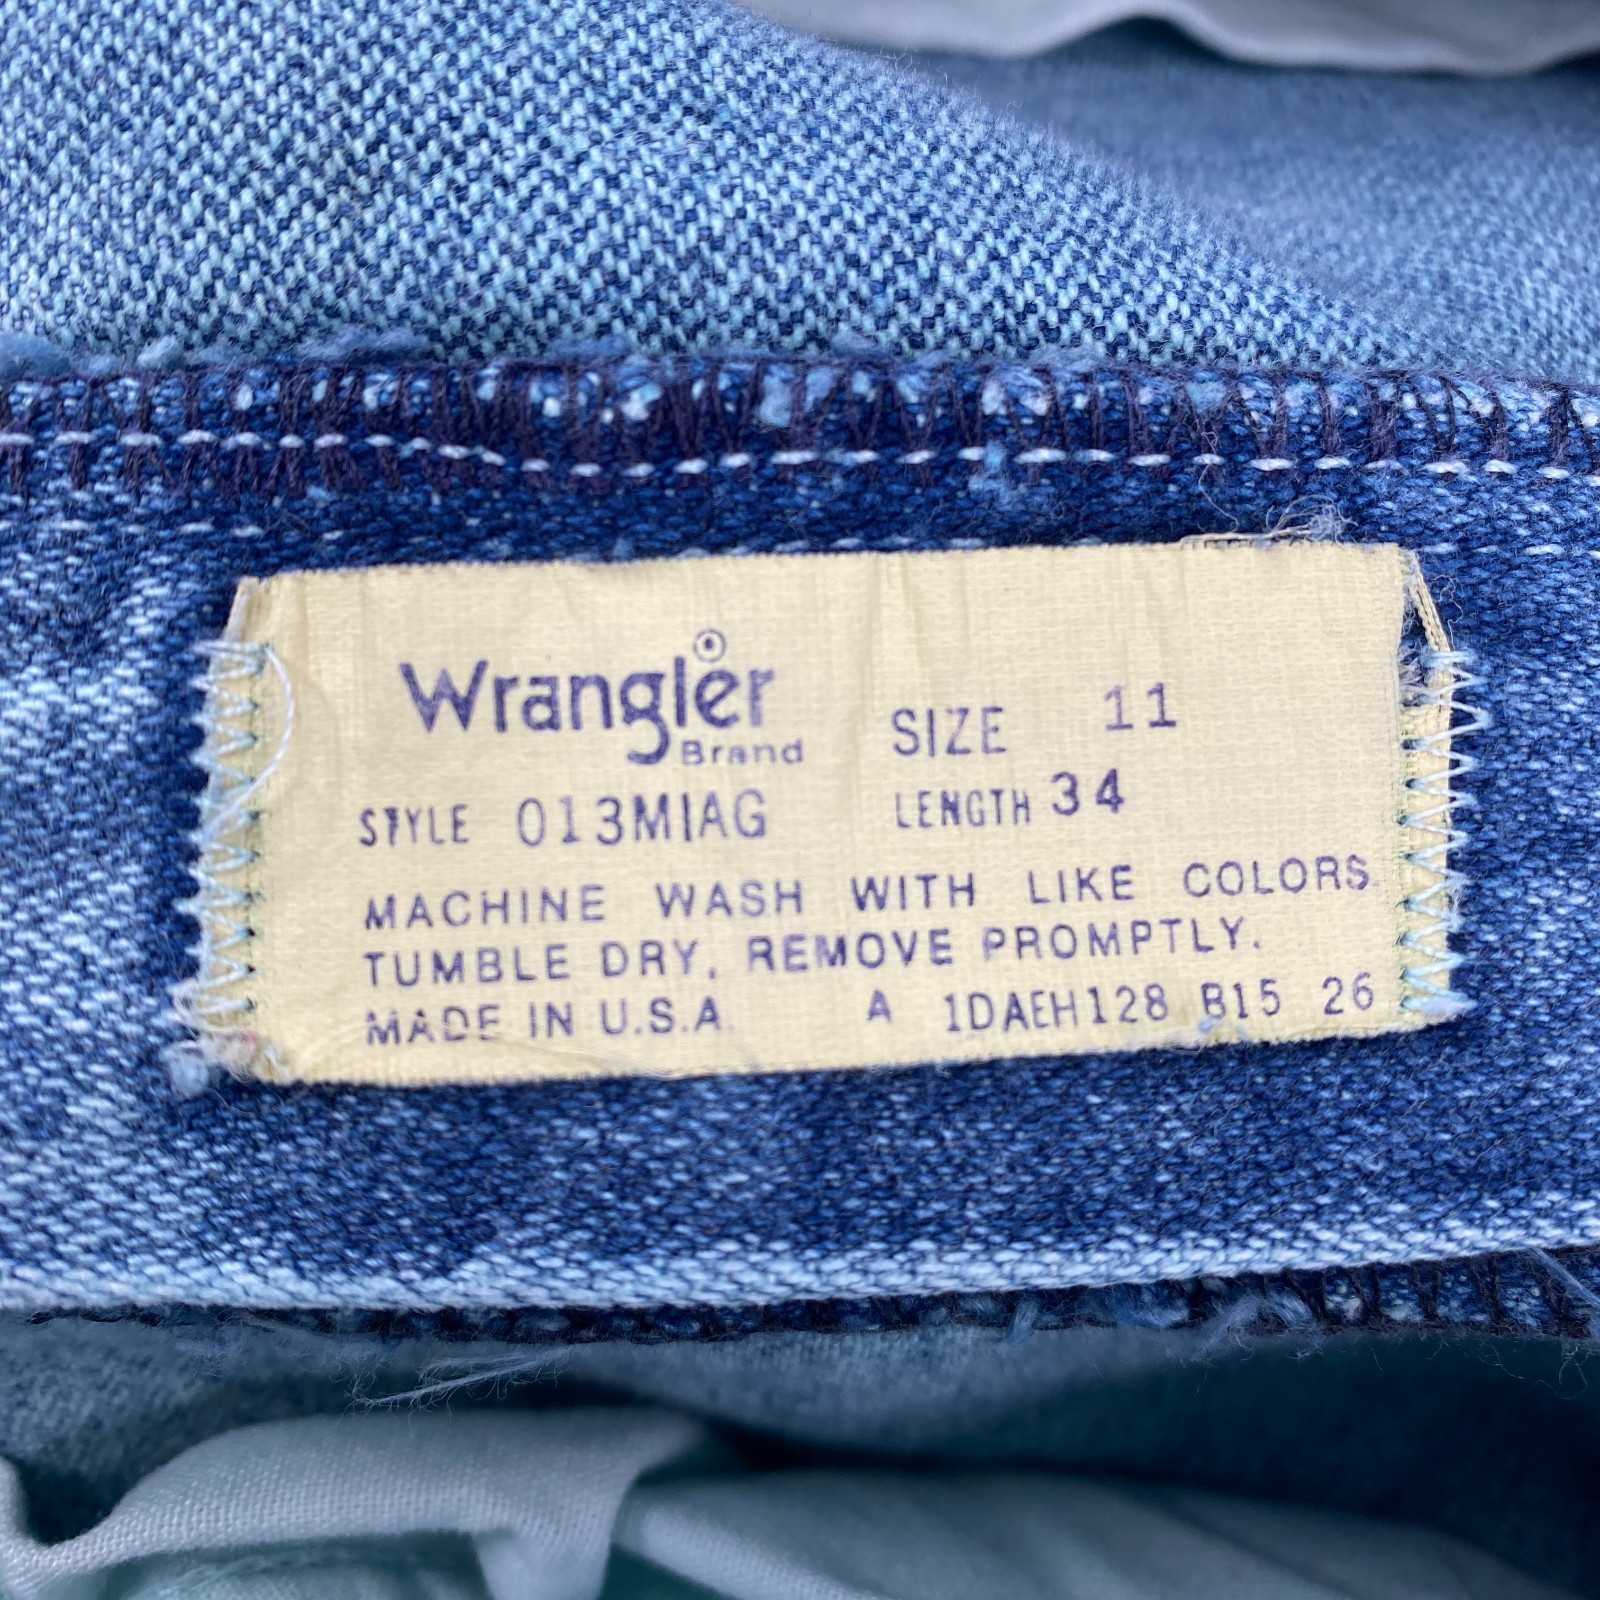 Wrangler
Brand
SIZE 11
STYLE 013MIAG
LENGTH 34
MACHINE WASH WITH LIKE COLORS.
TUMBLE DRY, REMOVE PROMPTLY.
MADE IN U.S.A. A 1DAEH128 B15 26